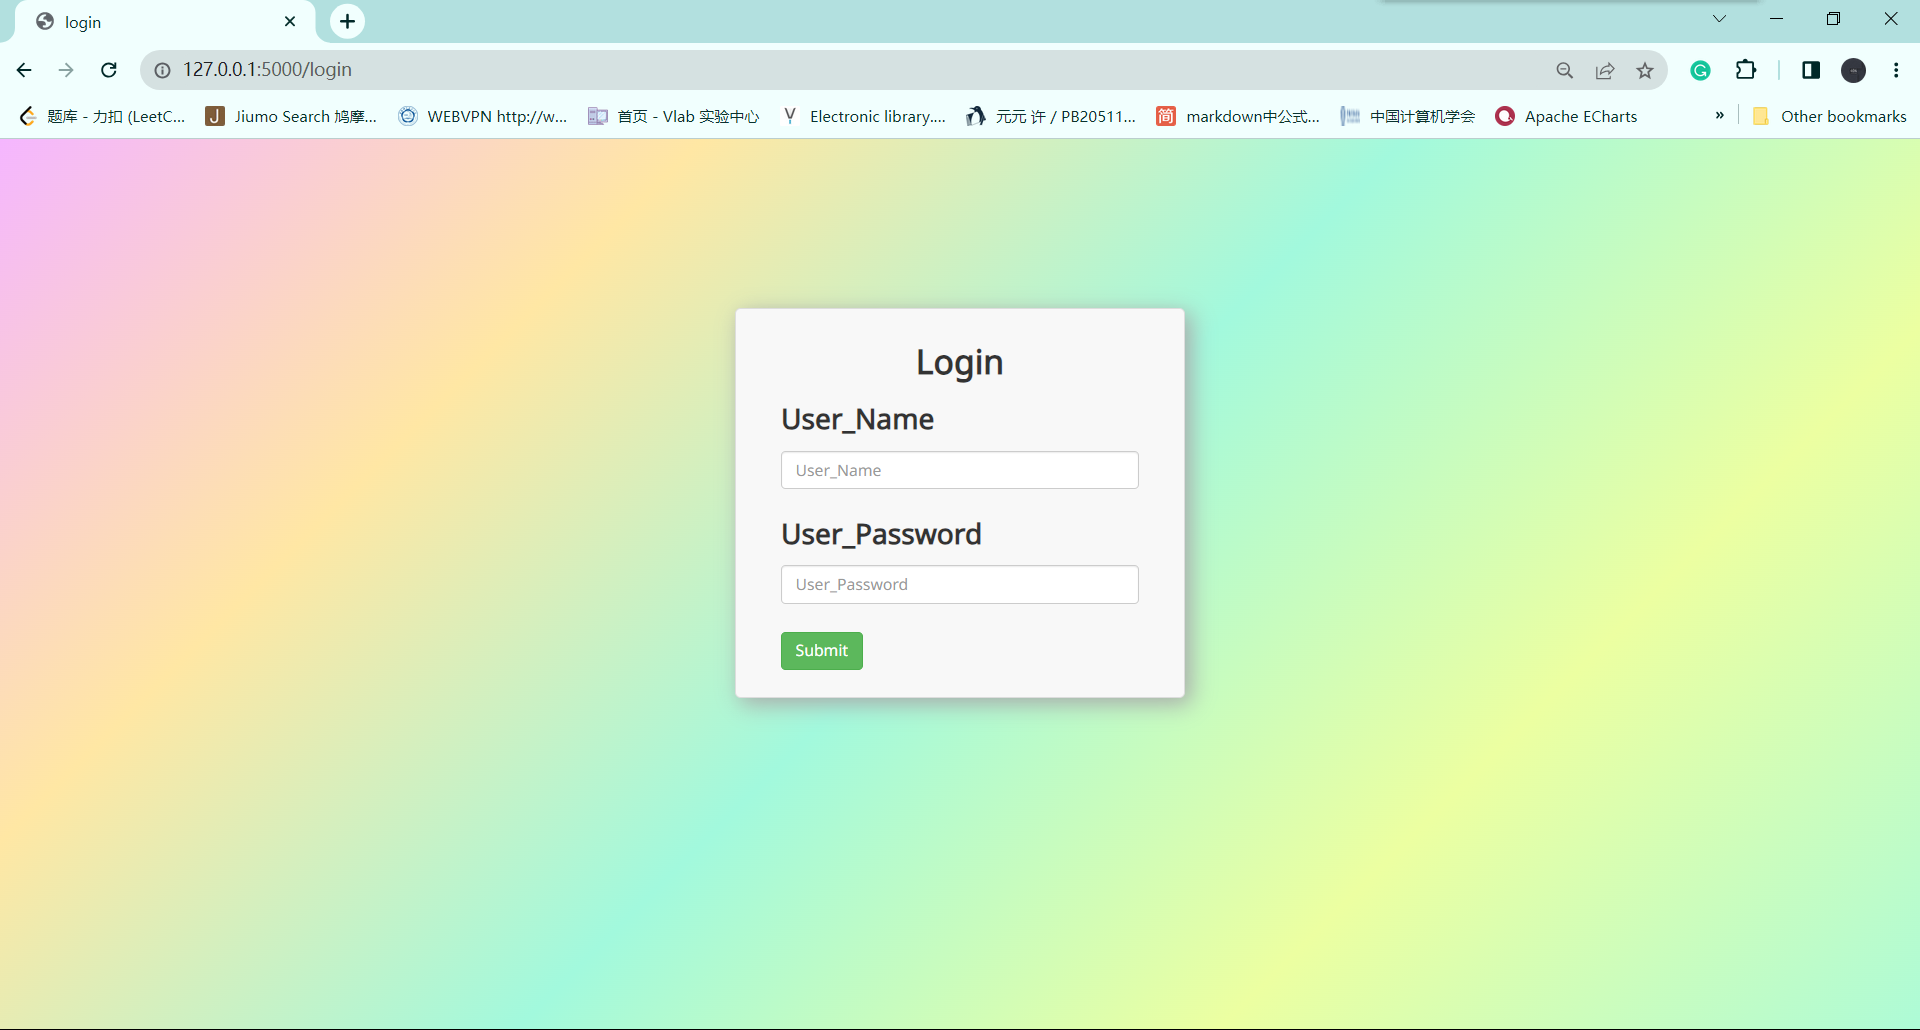 login
127.0.0.1:5000/login
题库 - 力扣 (LeetC...
J
Jiumo Search 鸠摩...
WEBVPN http://w...
首页 - Vlab 实验中心
Electronic library....
元元 许 / PB20511...
简
markdown中公式...
中国计算机学会
Apache ECharts
»
Other bookmarks
Login
User_Name
User_Name
User_Password
User_Password
Submit